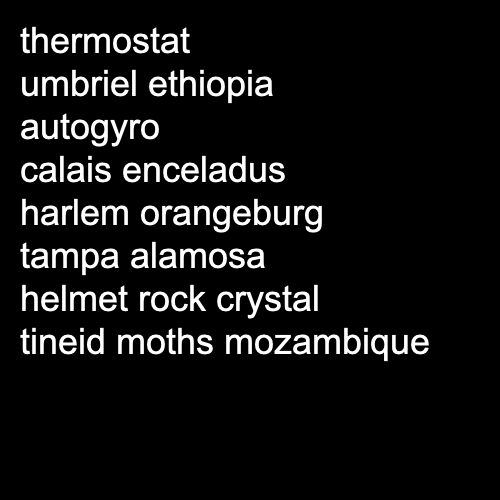 thermostat
umbriel ethiopia
autogyro
calais enceladus
harlem orangeburg
tampa alamosa
helmet rock crystal
tineid moths mozambique